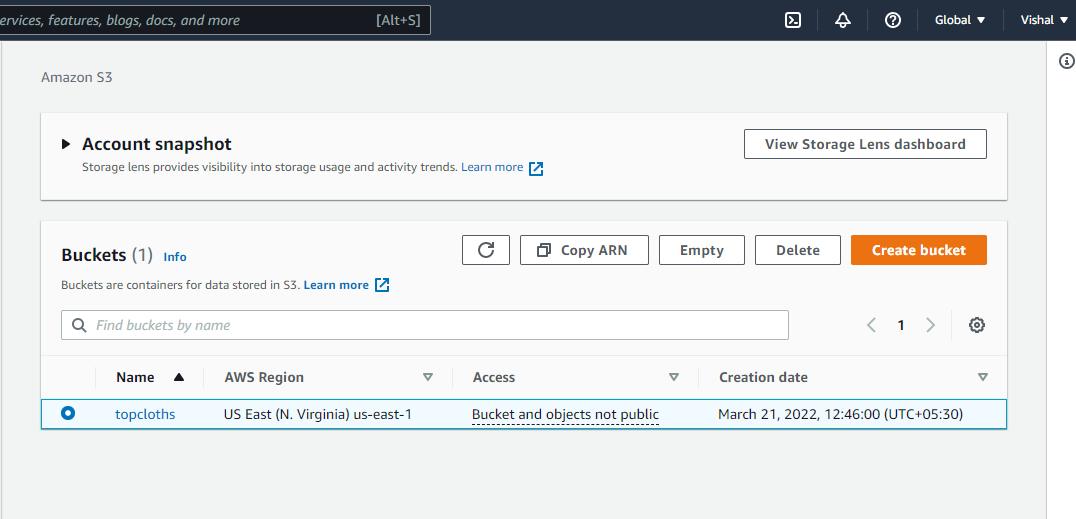 ervices, features, blogs, docs, and more [Alt+S] Global Vishal
Amazon S3
Account snapshot View Storage Lens dashboard
Storage lens provides visibility into storage usage and activity trends. Learn more
Buckets (1) Info Copy ARN Empty Delete Create bucket
Buckets are containers for data stored in S3. Learn more
Find buckets by name 1
Name AWS Region Access Creation date
topcloths US East (N. Virginia) us-east-1 Bucket and objects not public March 21, 2022, 12:46:00 (UTC+05:30)